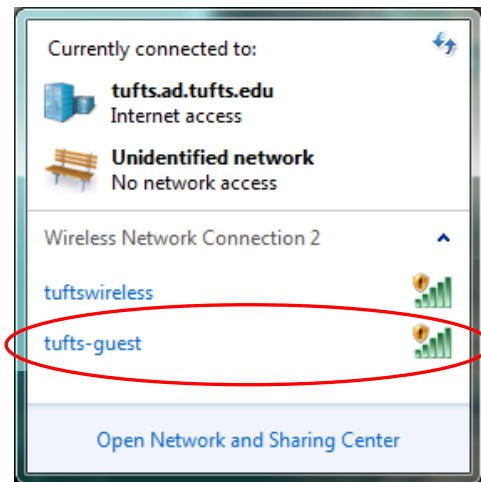 Currently connected to:
tufts.ad.tufts.edu
Internet access
Unidentified network
No network access
Wireless Network Connection 2
tuftswireless
tufts-guest
Open Network and Sharing Center